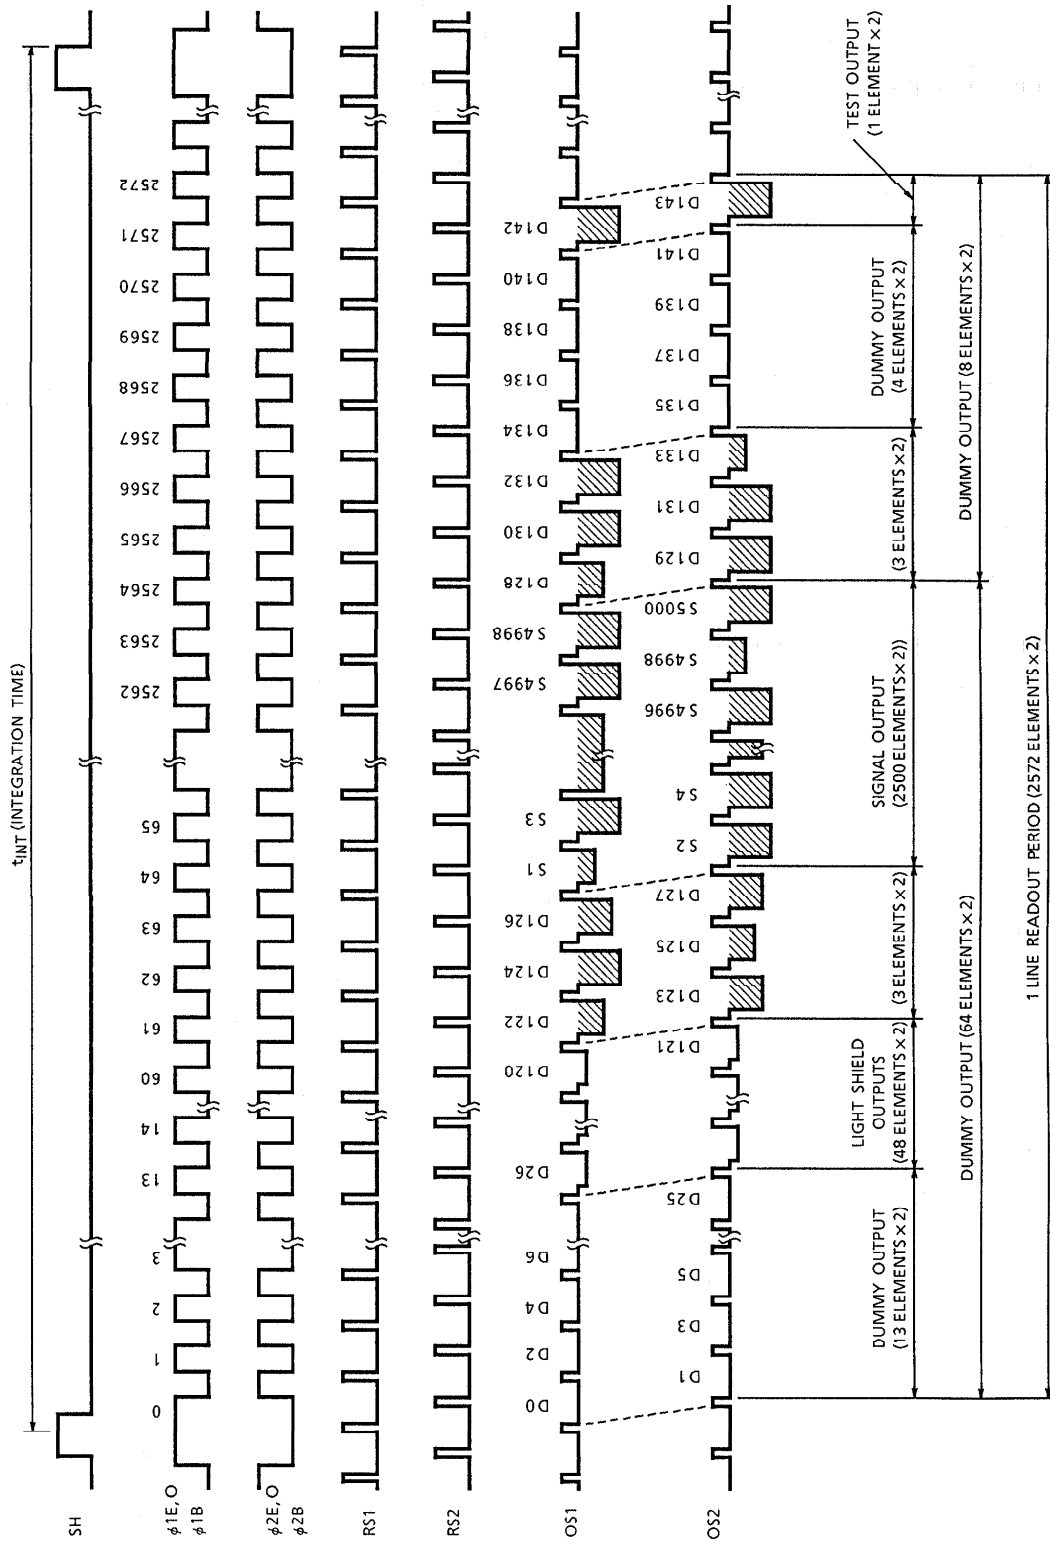 tINT (INTEGRATION TIME)
SH
φ1E, O
φ1B
0 1 2 3 13 14 60 61 62 63 64 65 2562 2563 2564 2565 2566 2567 2568 2569 2570 2571 2572
φ2E, O
φ2B
RS1
RS2
OS1
D0 D2 D4 D6 D26 D120 D122 D124 D126 S1 S3 S4997 S4998 D128 D130 D132 D134 D136 D138 D140 D142
OS2
D1 D3 D5 D25 D121 D123 D125 D127 S2 S4 S4996 S4998 S5000 D129 D131 D133 D135 D137 D139 D141 D143
DUMMY OUTPUT
(13 ELEMENTS×2)
LIGHT SHIELD
OUTPUTS
(48 ELEMENTS×2)
(3 ELEMENTS×2)
SIGNAL OUTPUT
(2500 ELEMENTS×2))
(3 ELEMENTS×2)
DUMMY OUTPUT
(4 ELEMENTS×2)
TEST OUTPUT
(1 ELEMENT×2)
DUMMY OUTPUT (64 ELEMENTS×2)
DUMMY OUTPUT (8 ELEMENTS×2)
1 LINE READOUT PERIOD (2572 ELEMENTS×2)